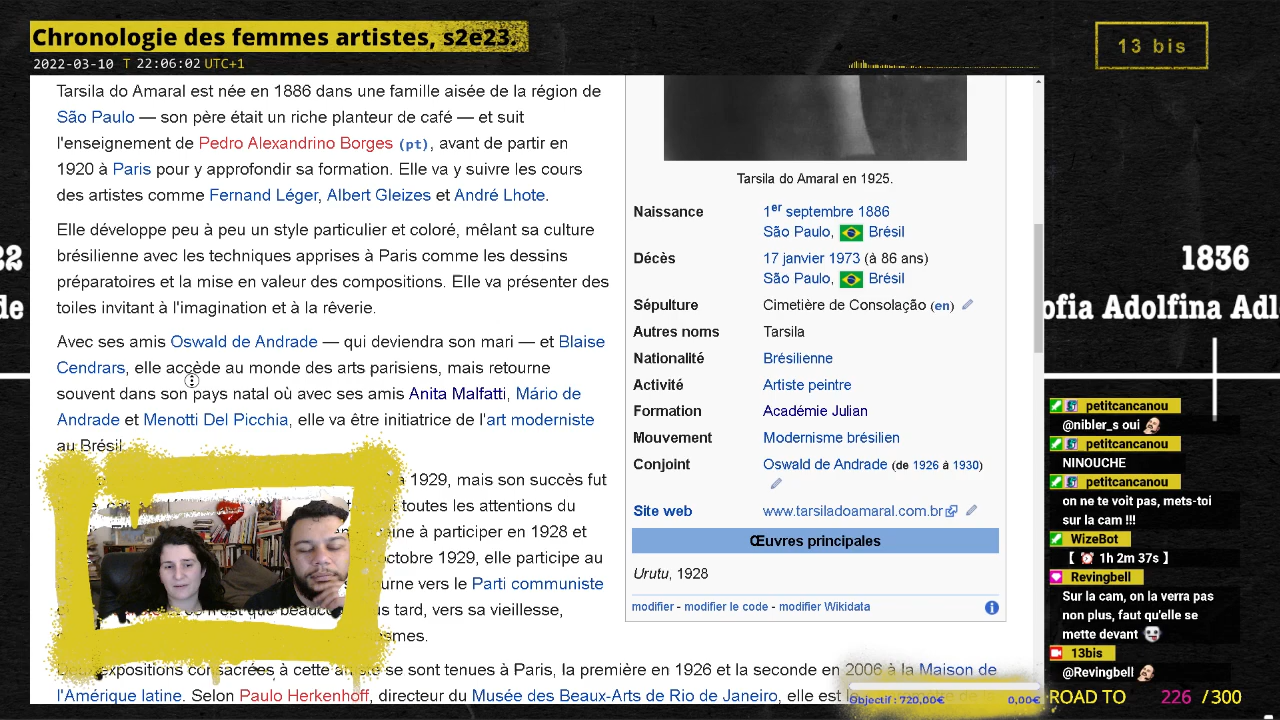 Chronologie des femmes artistes, s2e23
2022-03-10 T 22:06:02 UTC+1
13 bis
Tarsila do Amaral est née en 1886 dans une famille aisée de la région de
São Paulo — son père était un riche planteur de café — et suit
l'enseignement de Pedro Alexandrino Borges (pt), avant de partir en
1920 à Paris pour y approfondir sa formation. Elle va y suivre les cours
des artistes comme Fernand Léger, Albert Gleizes et André Lhote.
Elle développe peu à peu un style particulier et coloré, mêlant sa culture
brésilienne avec les techniques apprises à Paris comme les dessins
préparatoires et la mise en valeur des compositions. Elle va présenter des
toiles invitant à l'imagination et à la rêverie.
Avec ses amis Oswald de Andrade — qui deviendra son mari — et Blaise
Cendrars, elle accède au monde des arts parisiens, mais retourne
souvent dans son pays natal où avec ses amis Anita Malfatti, Mário de
Andrade et Menotti Del Picchia, elle va être initiatrice de l'art moderniste
au Brésil
1929, mais son succès fut
toutes les attentions du
à participer en 1928 et
octobre 1929, elle participe au
vers le Parti communiste
tard, vers sa vieillesse,
expositions consacrées à cette se sont tenues à Paris, la première en 1926 et la seconde en 2006 à la Maison de
l'Amérique latine. Selon Paulo Herkenhoff, directeur du Musée des Beaux-Arts de Rio de Janeiro, elle est
Tarsila do Amaral en 1925.
Naissance 1er septembre 1886
São Paulo, Brésil
Décès 17 janvier 1973 (à 86 ans)
São Paulo, Brésil
Sépulture Cimetière de Consolação (en)
Autres noms Tarsila
Nationalité Brésilienne
Activité Artiste peintre
Formation Académie Julian
Mouvement Modernisme brésilien
Conjoint Oswald de Andrade (de 1926 à 1930)
Site web www.tarsiladoamaral.com.br
Œuvres principales
Urutu, 1928
modifier - modifier le code - modifier Wikidata
1836
ofia Adolfina Adl
22
de
petitcancanou
@nibler_s oui
petitcancanou
NINOUCHE
petitcancanou
on ne te voit pas, mets-toi
sur la cam !!!
WizeBot
【 1h 2m 37s 】
Revingbell
Sur la cam, on la verra pas
non plus, faut qu'elle se
mette devant
13bis
@Revingbell
Objectif : 720,00€ 0,00€
ROAD TO 226 / 300